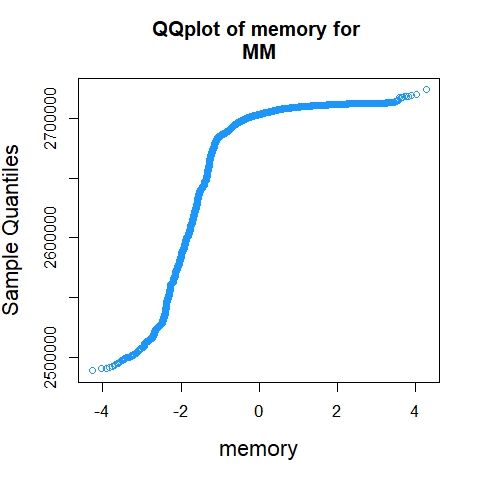 QQplot of memory for
MM
Sample Quantiles
2700000
2600000
2500000
-4 -2 0 2 4
memory